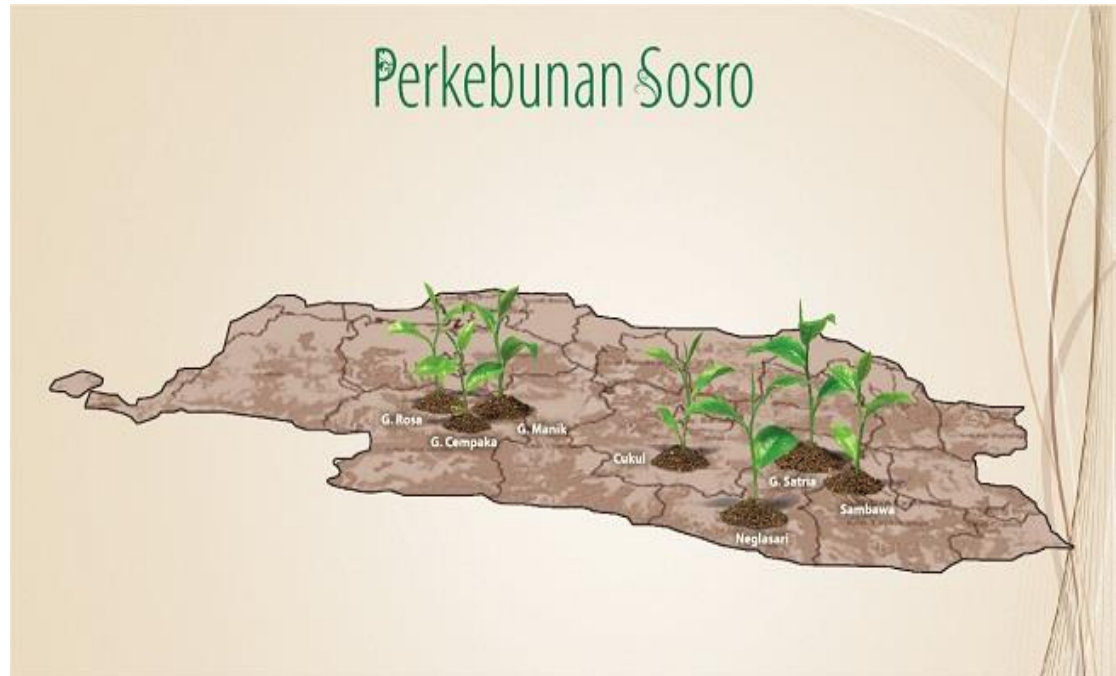 Perkebunan Sosro
G. Rosa
G. Cempaka
G. Manik
Cukul
G. Satria
Sambawa
Neglasari